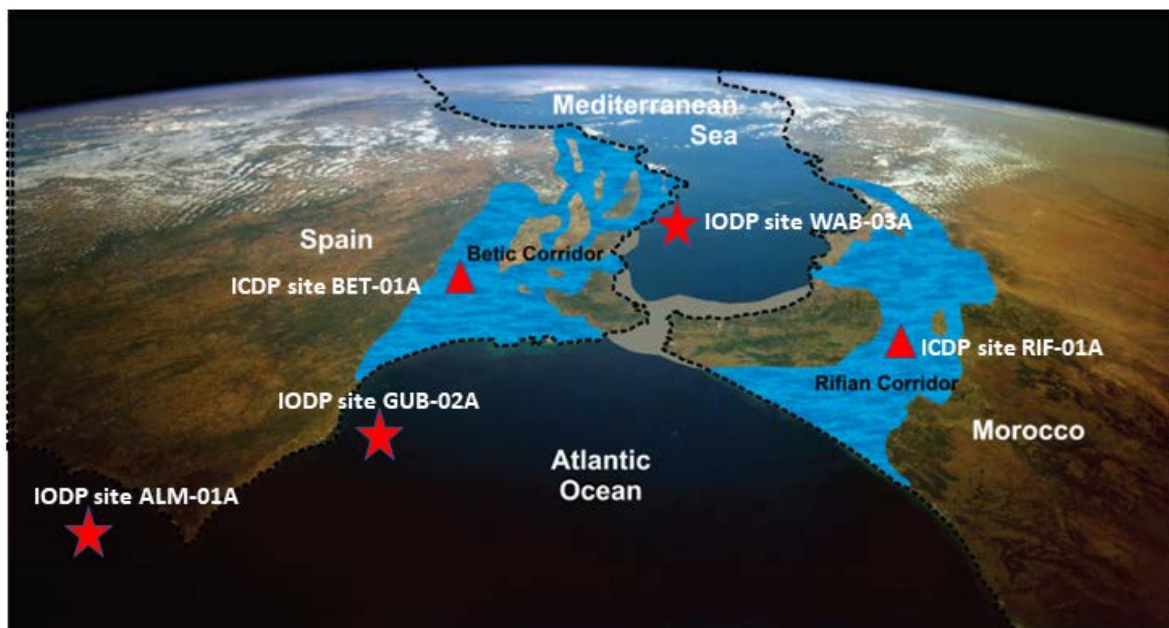 Mediterranean
Sea
IODP site WAB-03A
Spain
Betic Corridor
ICDP site BET-01A
ICDP site RIF-01A
Rifian Corridor
IODP site GUB-02A
Morocco
Atlantic
Ocean
IODP site ALM-01A